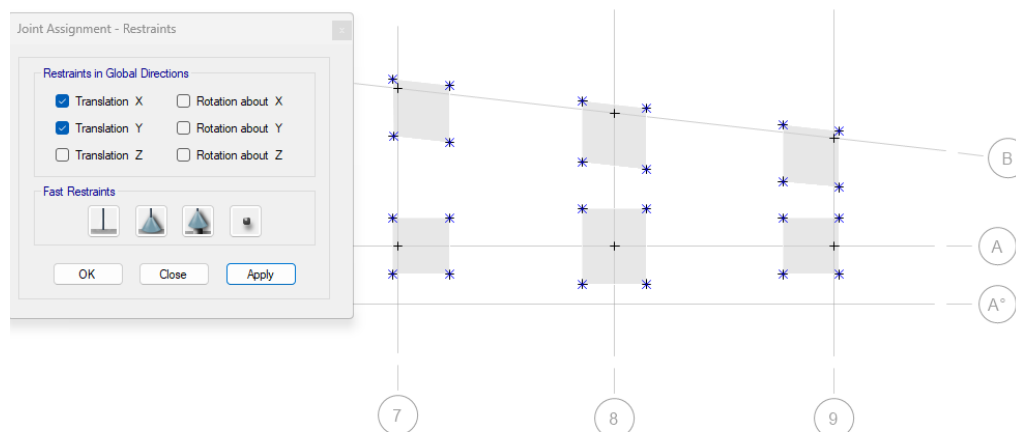 Joint Assignment - Restraints
x
Restraints in Global Directions
Translation X
Rotation about X
Translation Y
Rotation about Y
Translation Z
Rotation about Z
Fast Restraints
OK
Close
Apply
B
A
A°
7
8
9